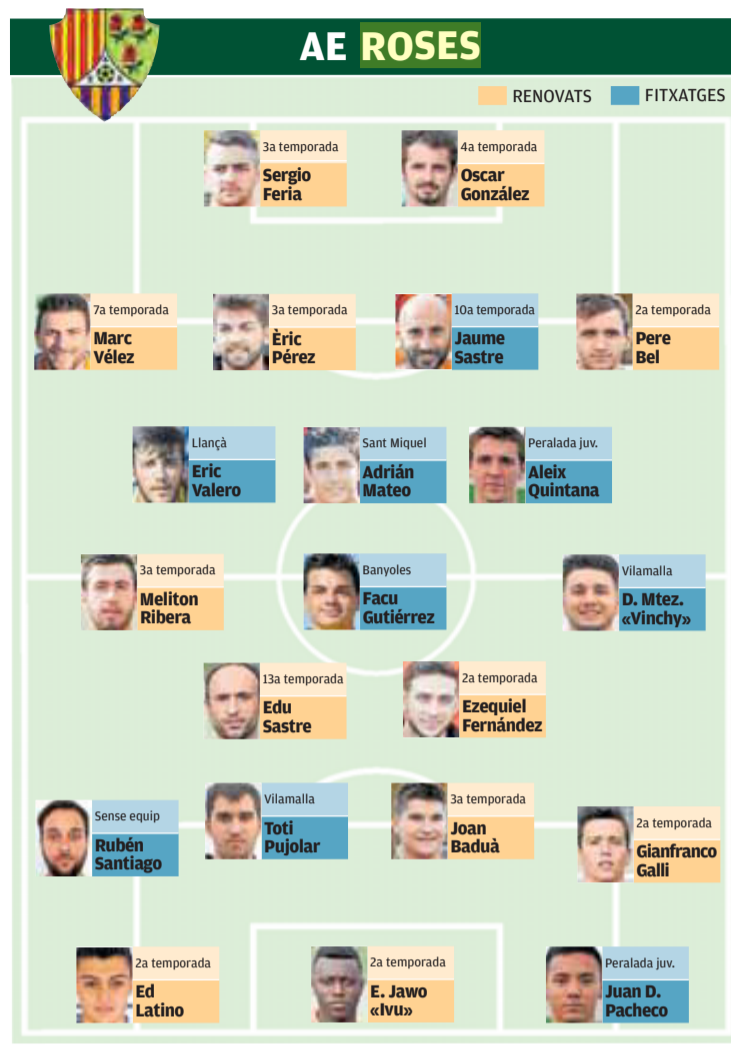 AE ROSES
RENOVATS
FITXATGES
3a temporada
Sergio
Feria
4a temporada
Oscar
González
7a temporada
Marc
Vélez
3a temporada
Èric
Pérez
10a temporada
Jaume
Sastre
2a temporada
Pere
Bel
Llançà
Eric
Valero
Sant Miquel
Adrián
Mateo
Peralada juv.
Aleix
Quintana
3a temporada
Meliton
Ribera
Banyoles
Facu
Gutiérrez
Vilamalla
D. Mtez.
«Vinchy»
13a temporada
Edu
Sastre
2a temporada
Ezequiel
Fernández
Sense equip
Rubén
Santiago
Vilamalla
Toti
Pujolar
3a temporada
Joan
Baduà
2a temporada
Gianfranco
Galli
2a temporada
Ed
Latino
2a temporada
E. Jawo
«Ivu»
Peralada juv.
Juan D.
Pacheco